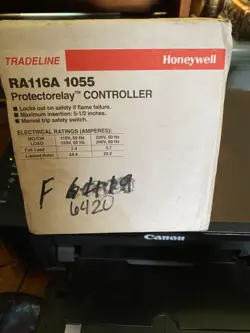 TRADELINE Honeywell
RA116A 1055
Protectorelay™ CONTROLLER
■ Locks out on safety if flame failure.
■ Maximum insertion: 5-1/2 inches.
■ Manual trip safety switch.
ELECTRICAL RATINGS (AMPERES):
MOTOR 115V, 50 Hz 220V, 50 Hz
LOAD 120V, 60 Hz 240V, 60 Hz
Full Load 7.4 3.7
Locked Rotor 44.4 22.2
F
6420
Canon